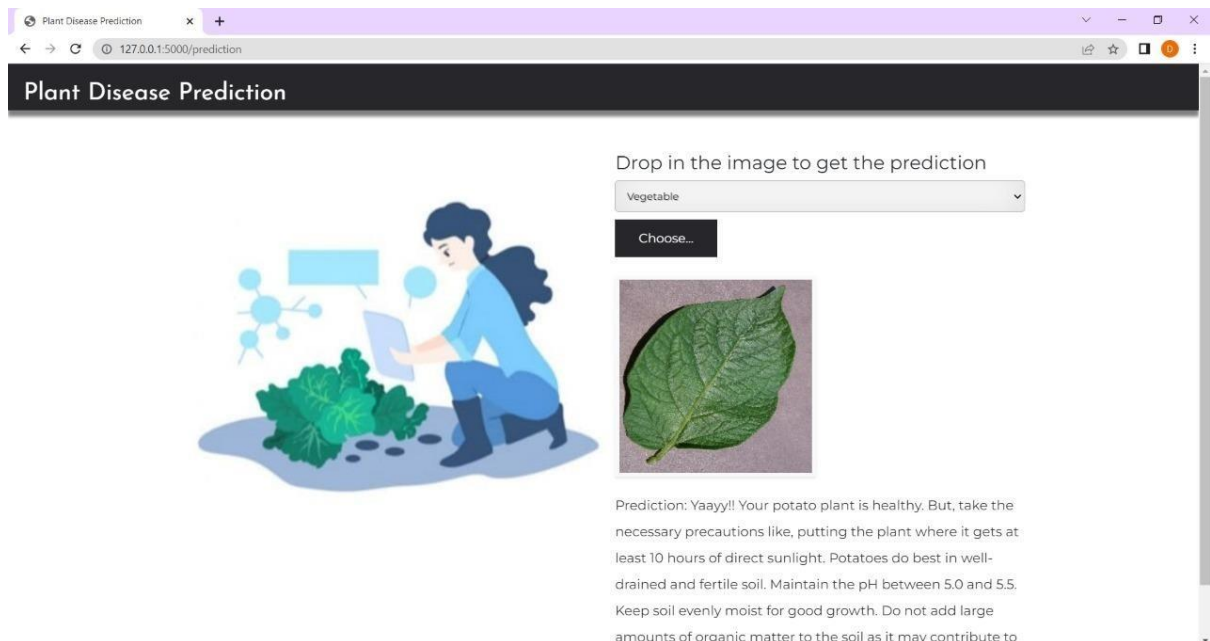 Plant Disease Prediction
127.0.0.1:5000/prediction
D
Plant Disease Prediction
Drop in the image to get the prediction
Vegetable
Choose...
Prediction: Yaayy!! Your potato plant is healthy. But, take the
necessary precautions like, putting the plant where it gets at
least 10 hours of direct sunlight. Potatoes do best in well-
drained and fertile soil. Maintain the pH between 5.0 and 5.5.
Keep soil evenly moist for good growth. Do not add large
amounts of organic matter to the soil as it may contribute to